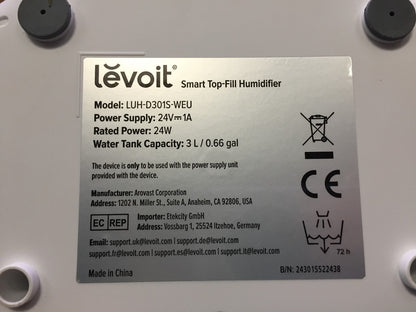 lěvoit® Smart Top-Fill Humidifier
Model: LUH-D301S-WEU
Power Supply: 24V⎓1A
Rated Power: 24W
Water Tank Capacity: 3 L / 0.66 gal
The device is only to be used with the power supply unit
provided with the device.
Manufacturer: Arovast Corporation
Address: 1202 N. Miller St., Suite A, Anaheim, CA 92806, USA
EC REP
Importer: Etekcity GmbH
Address: Vossbarg 1, 25524 Itzehoe, Germany
Email: support.uk@levoit.com | support.de@levoit.com
support.fr@levoit.com | support.es@levoit.com | support.it@levoit.com
Made in China
CE
72 h
B/N: 243015522438